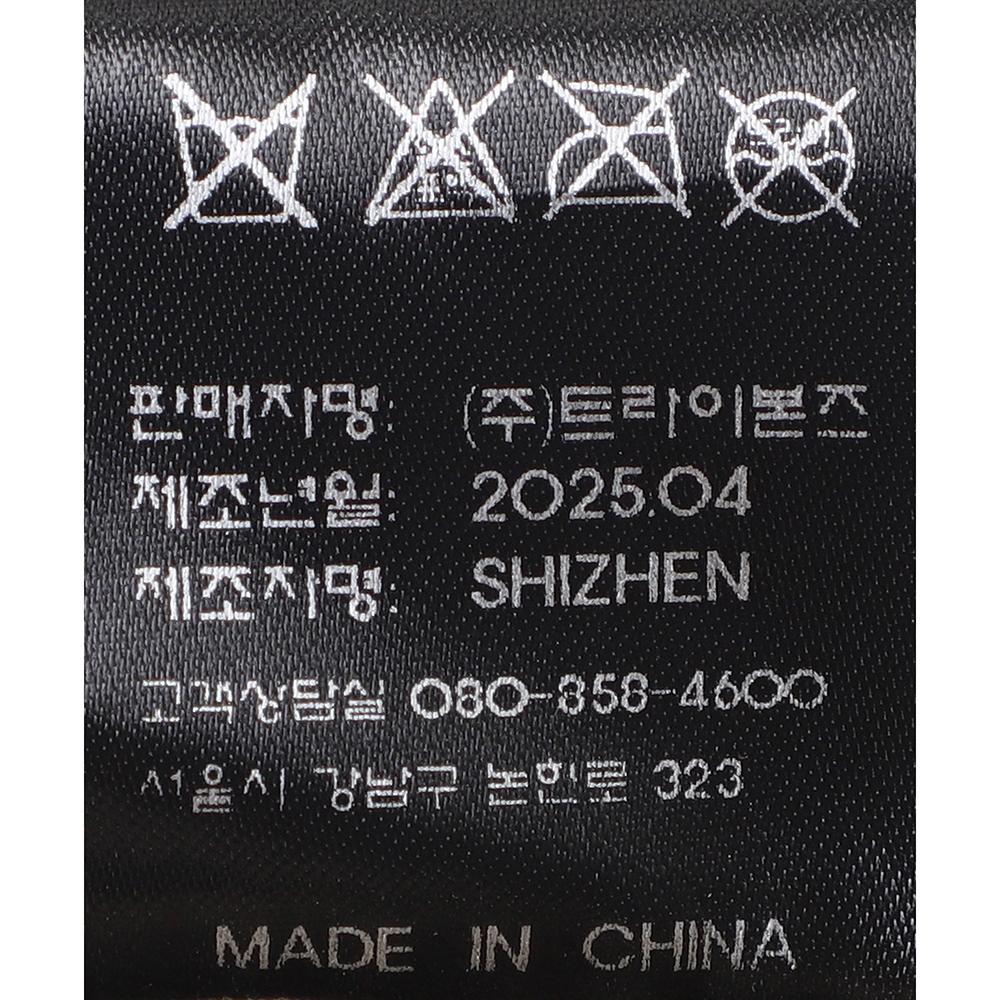 판매자명: (주)트라이본즈
제조년월: 2025.04
제조자명: SHIZHEN
고객상담실 080-858-4600
서울시 강남구 논현로 323
MADE IN CHINA